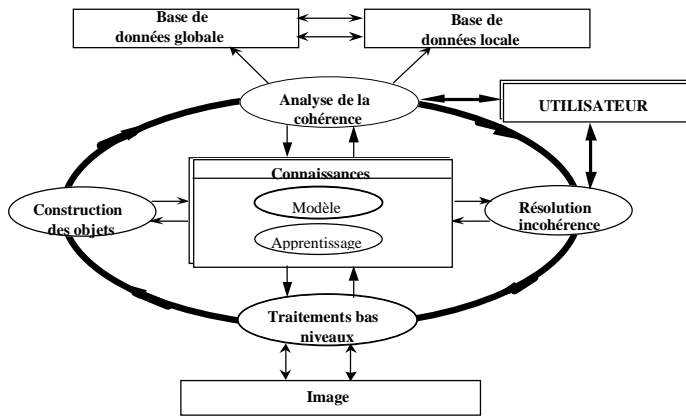 Base de
données globale
Base de
données locale
Analyse de la
cohérence
UTILISATEUR
Connaissances
Modèle
Apprentissage
Construction
des objets
Résolution
incohérence
Traitements bas
niveaux
Image